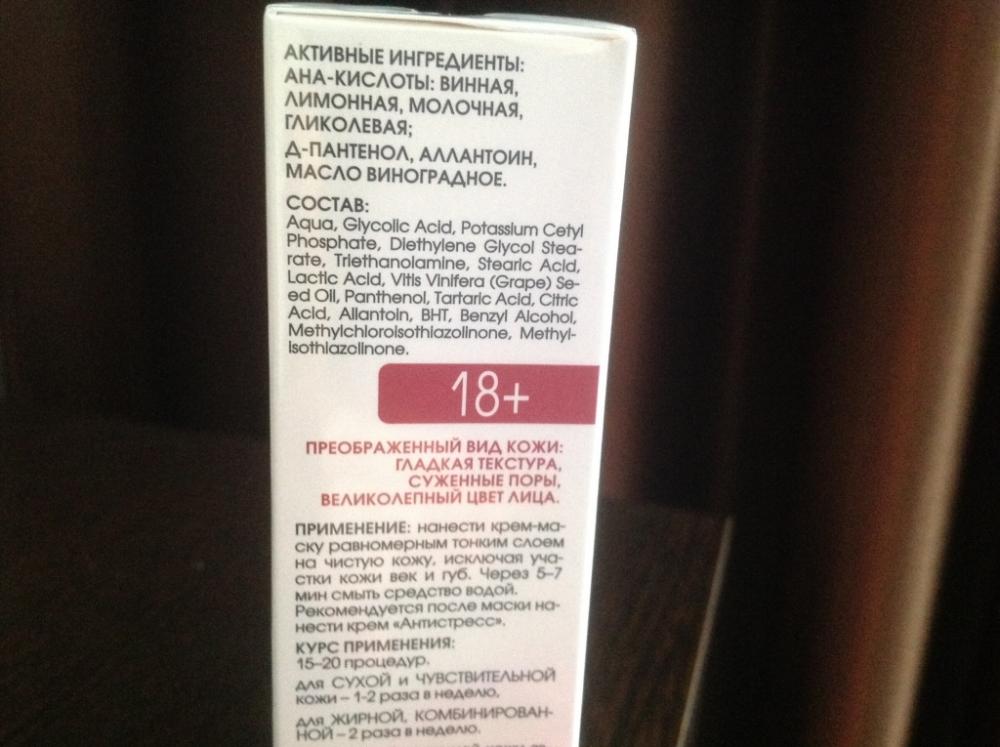 АКТИВНЫЕ ИНГРЕДИЕНТЫ:
АНА-КИСЛОТЫ: ВИННАЯ,
ЛИМОННАЯ, МОЛОЧНАЯ,
ГЛИКОЛЕВАЯ;
Д-ПАНТЕНОЛ, АЛЛАНТОИН,
МАСЛО ВИНОГРАДНОЕ.
СОСТАВ:
Aqua, Glycolic Acid, Potassium Cetyl
Phosphate, Diethylene Glycol Stea-
rate, Triethanolamine, Stearic Acid,
Lactic Acid, Vitis Vinifera (Grape) Se-
ed Oil, Panthenol, Tartaric Acid, Citric
Acid, Allantoin, BHT, Benzyl Alcohol,
Methylchloroisothiazolinone, Methyl-
isothiazolinone.
18+
ПРЕОБРАЖЕННЫЙ ВИД КОЖИ:
ГЛАДКАЯ ТЕКСТУРА,
СУЖЕННЫЕ ПОРЫ,
ВЕЛИКОЛЕПНЫЙ ЦВЕТ ЛИЦА.
ПРИМЕНЕНИЕ: нанести крем-ма-
ску равномерным тонким слоем
на чистую кожу, исключая уча-
стки кожи век и губ. Через 5–7
мин смыть средство водой.
Рекомендуется после маски на-
нести крем «Антистресс».
КУРС ПРИМЕНЕНИЯ:
15–20 процедур.
для СУХОЙ и ЧУВСТВИТЕЛЬНОЙ
кожи – 1-2 раза в неделю,
для ЖИРНОЙ, КОМБИНИРОВАН-
НОЙ – 2 раза в неделю.